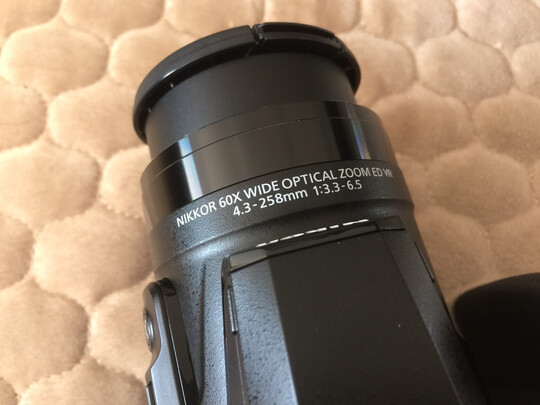 NIKKOR 60X WIDE OPTICAL ZOOM ED VR
4.3-258mm 1:3.3-6.5